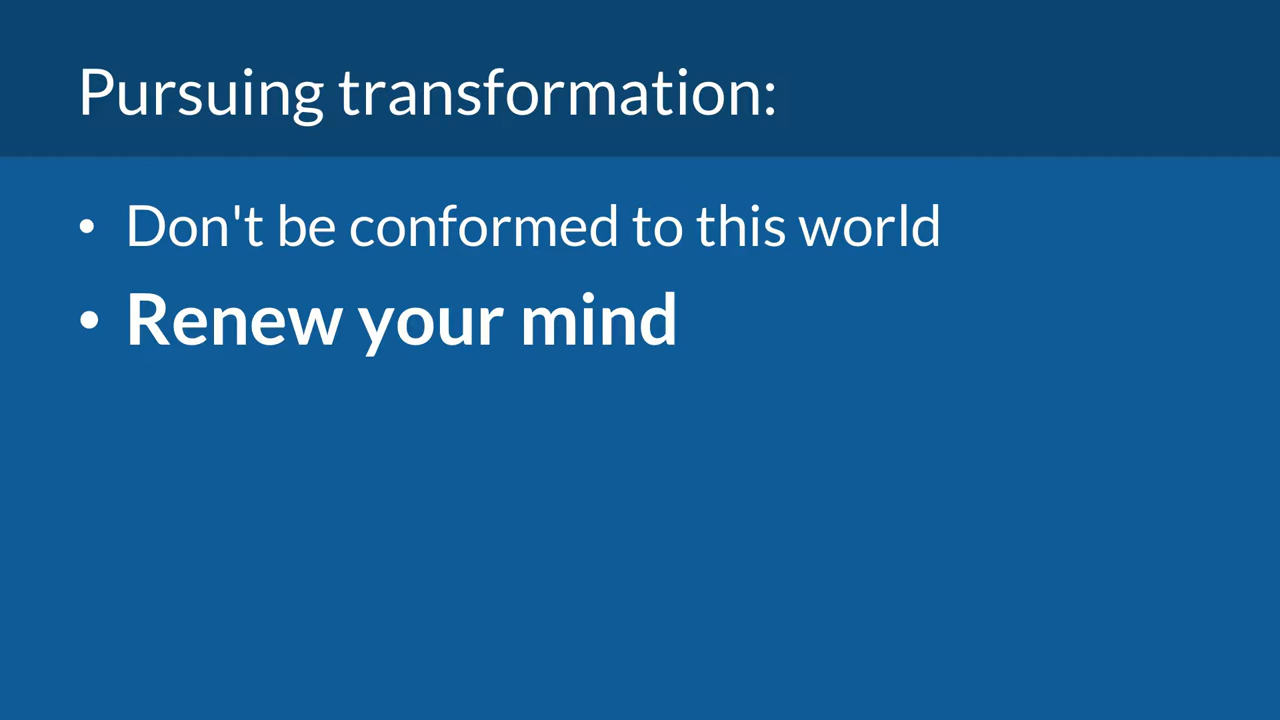 Pursuing transformation:
• Don't be conformed to this world
• Renew your mind